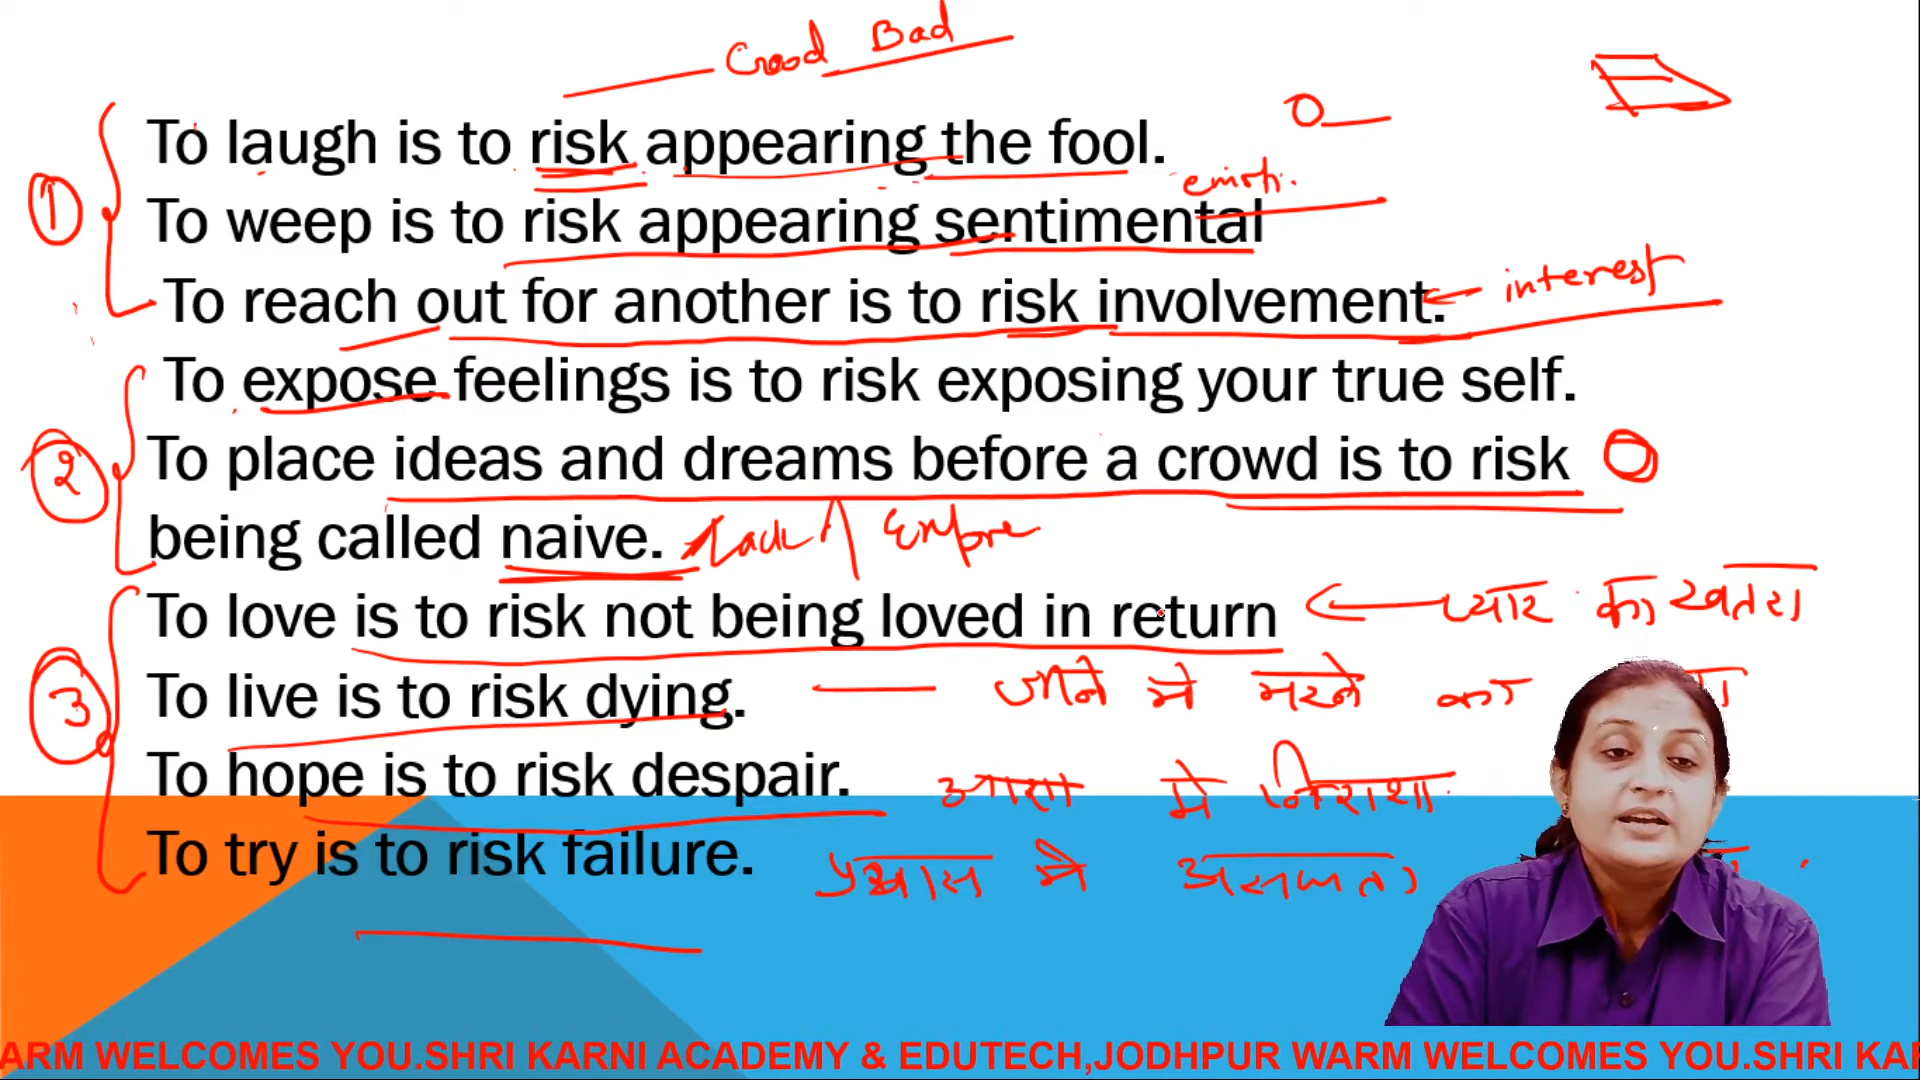 Good Bad
To laugh is to risk appearing the fool.
emoti.
1
To weep is to risk appearing sentimental
To reach out for another is to risk involvement. interest
To expose feelings is to risk exposing your true self.
2
To place ideas and dreams before a crowd is to risk
being called naive. lack
To love is to risk not being loved in return प्यार का खतरा
3
To live is to risk dying. जीने मे मरने का
To hope is to risk despair. आशा मे निराशा
To try is to risk failure. प्रयास मे असफलता
ARM WELCOMES YOU.SHRI KARNI ACADEMY & EDUTECH,JODHPUR WARM WELCOMES YOU.SHRI KAR